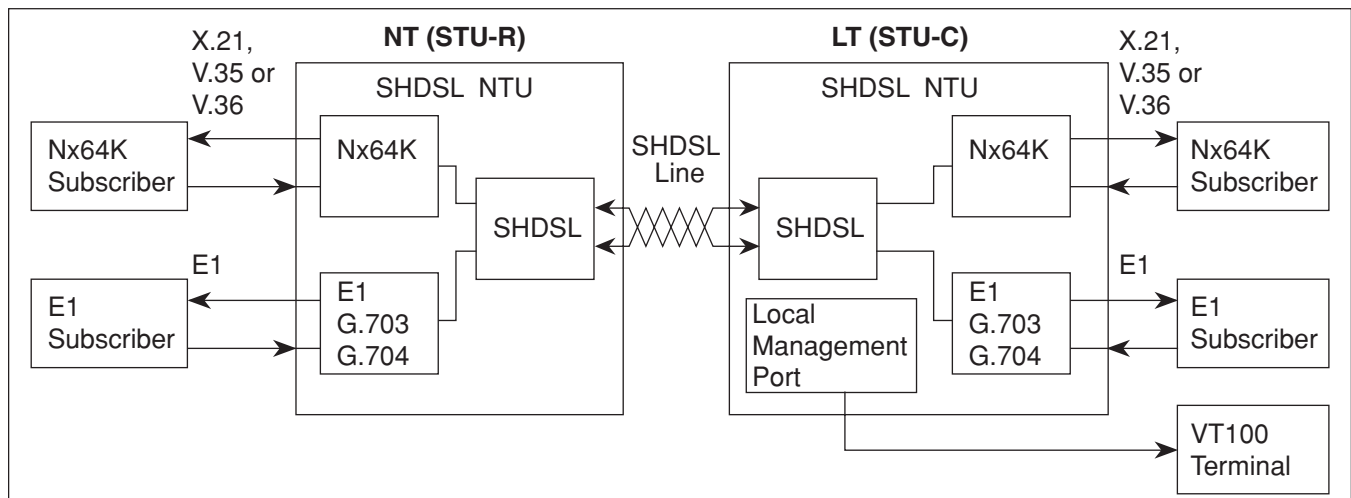 NT (STU-R)
LT (STU-C)
X.21,
V.35 or
V.36
X.21,
V.35 or
V.36
SHDSL NTU
SHDSL NTU
Nx64K
Subscriber
Nx64K
SHDSL
Line
Nx64K
Nx64K
Subscriber
SHDSL
SHDSL
E1
E1
E1
Subscriber
E1
G.703
G.704
Local
Management
Port
E1
G.703
G.704
E1
Subscriber
VT100
Terminal